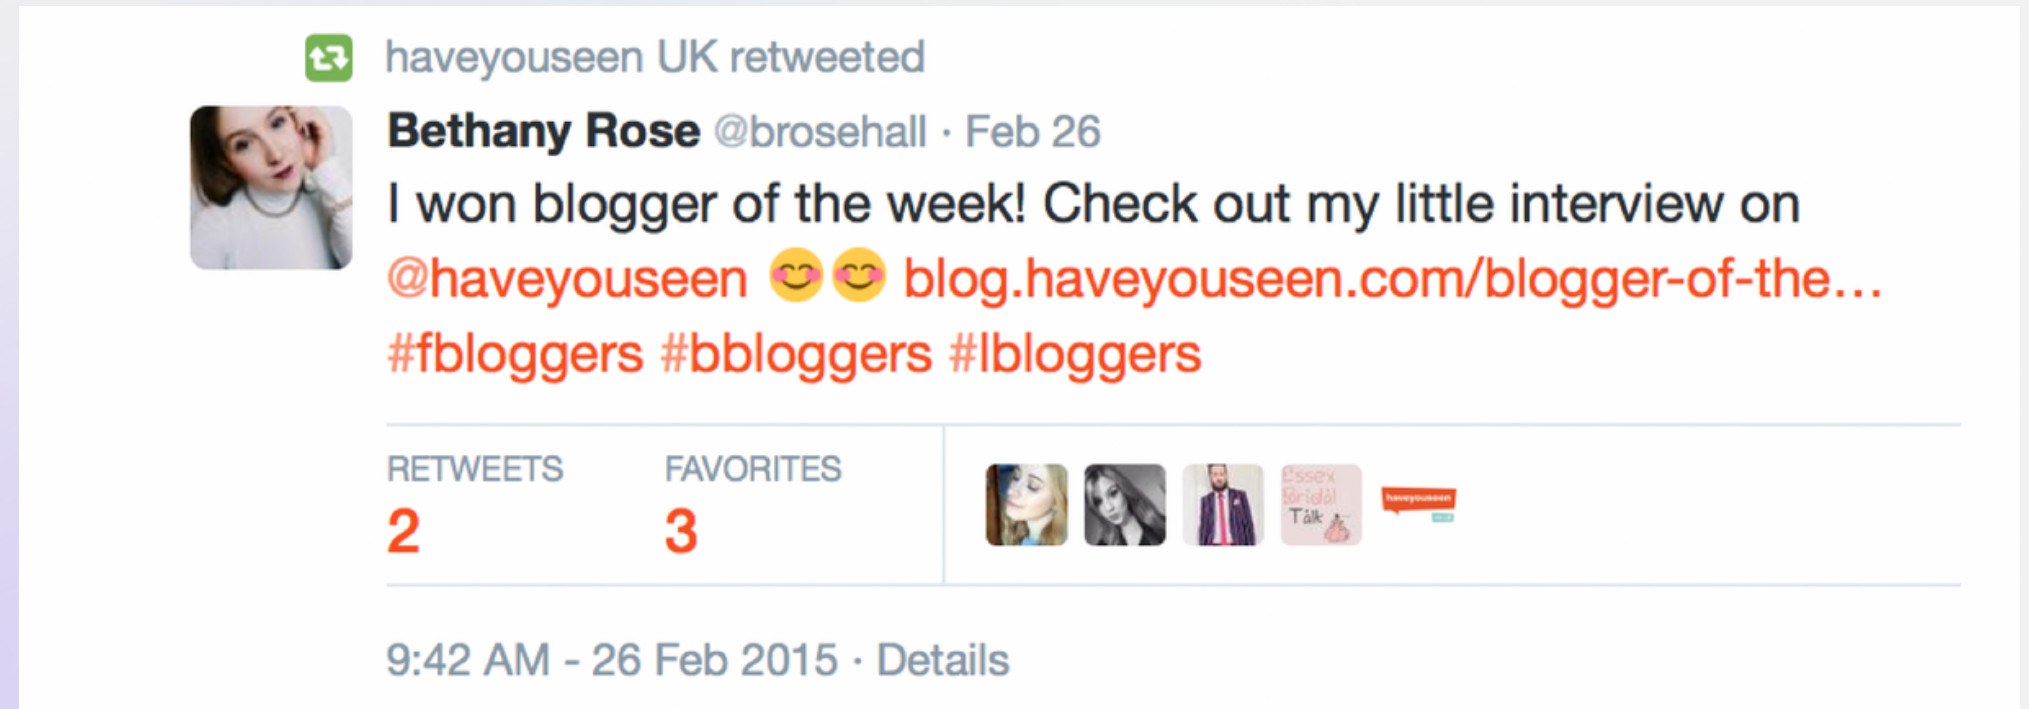 haveyouseen UK retweeted
Bethany Rose @brosehall · Feb 26
I won blogger of the week! Check out my little interview on
@haveyouseen 😊😊 blog.haveyouseen.com/blogger-of-the…
#fbloggers #bbloggers #lbloggers
RETWEETS FAVORITES
2 3
Essex
Bridal
Talk
haveyouseen
9:42 AM - 26 Feb 2015 · Details